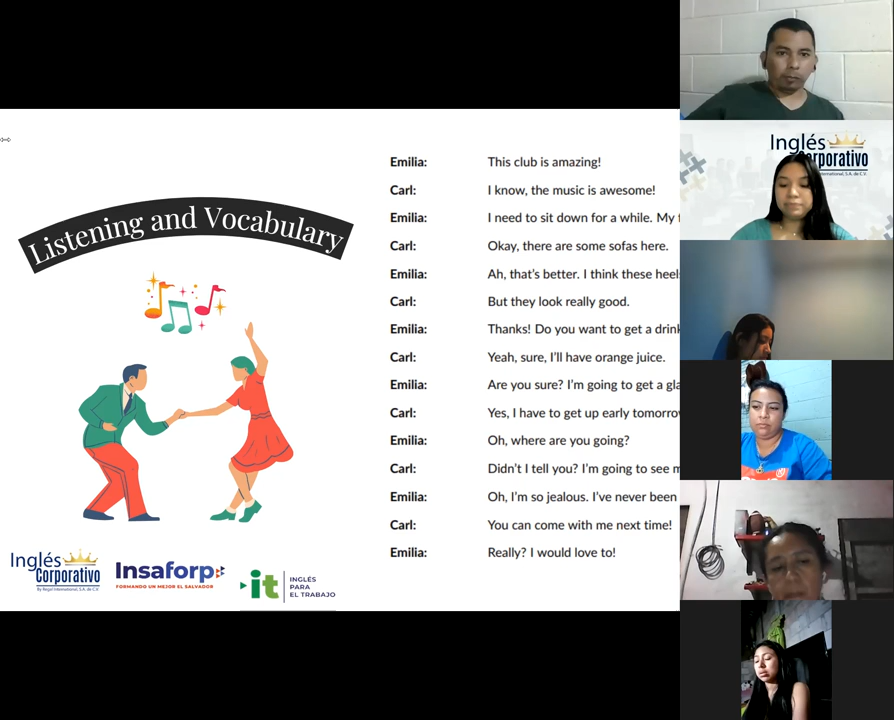 Listening and Vocabulary
Emilia: This club is amazing!
Carl: I know, the music is awesome!
Emilia: I need to sit down for a while. My
Carl: Okay, there are some sofas here.
Emilia: Ah, that's better. I think these heel
Carl: But they look really good.
Emilia: Thanks! Do you want to get a drink
Carl: Yeah, sure, I'll have orange juice.
Emilia: Are you sure? I'm going to get a gla
Carl: Yes, I have to get up early tomorrow
Emilia: Oh, where are you going?
Carl: Didn't I tell you? I'm going to see m
Emilia: Oh, I'm so jealous. I've never been
Carl: You can come with me next time!
Emilia: Really? I would love to!
Inglés
Corporativo
By Regal International, S.A. de C.V.
Insaforp
FORMANDO UN MEJOR EL SALVADOR
it
INGLÉS
PARA
EL TRABAJO
Inglés
Corporativo
International, S.A. de C.V.